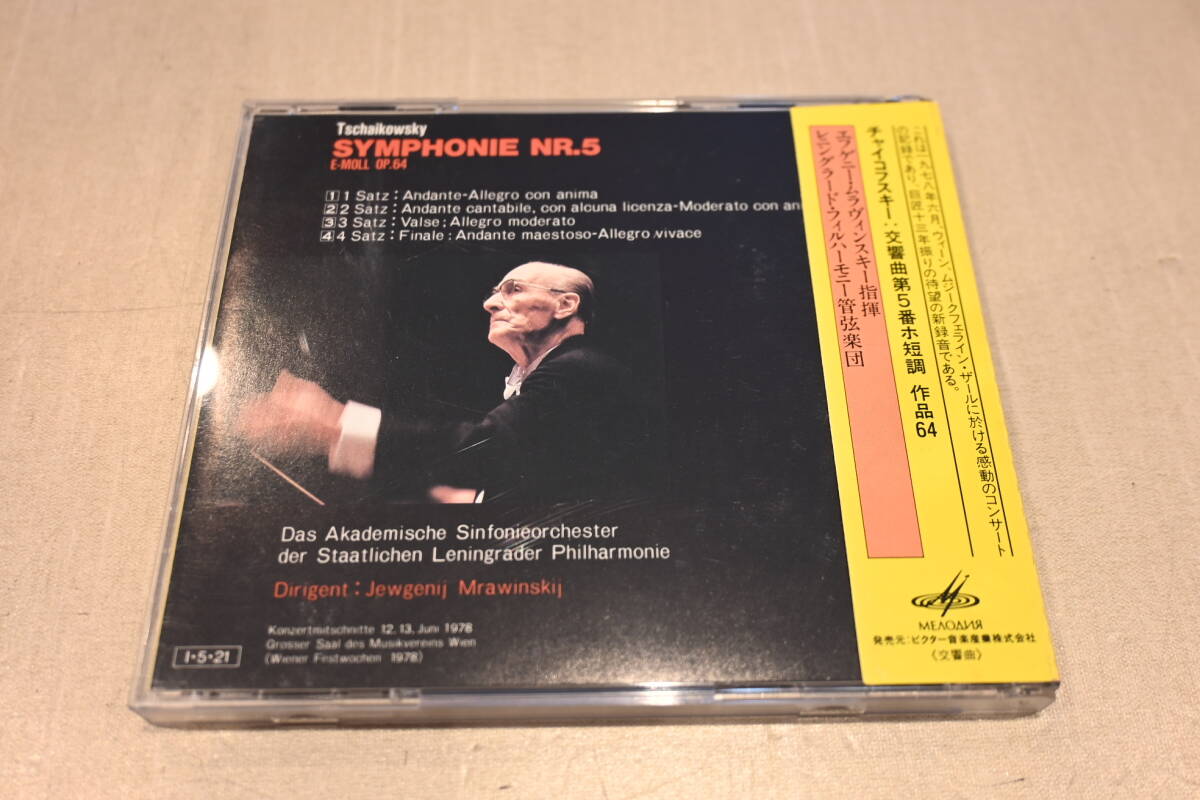 Tschaikowsky
SYMPHONIE NR.5
E-MOLL OP.64
1 1 Satz: Andante-Allegro con anima
2 2 Satz: Andante cantabile, con alcuna licenza-Moderato con an
3 3 Satz: Valse; Allegro moderato
4 4 Satz: Finale: Andante maestoso-Allegro vivace
Das Akademische Sinfonieorchester
der Staatlichen Leningrader Philharmonie
Dirigent: Jewgenij Mrawinskij
Konzertmitschnitte 12, 13, Juni 1978
Grosser Saal des Musikvereins Wien
(Wiener Festwochen 1978)
I・5・21
これは一九七八年六月、ウィーン、ムジークフェライン・ザールに於ける感動のコンサート
の記録であり、巨匠十三年振りの待望の新録音である。
チャイコフスキー:交響曲第5番ホ短調 作品64
エフゲニー・ムラヴィンスキー指揮
レニングラード・フィルハーモニー管弦楽団
МЕЛОДИЯ
発売元:ビクター音楽産業株式会社
〈交響曲〉